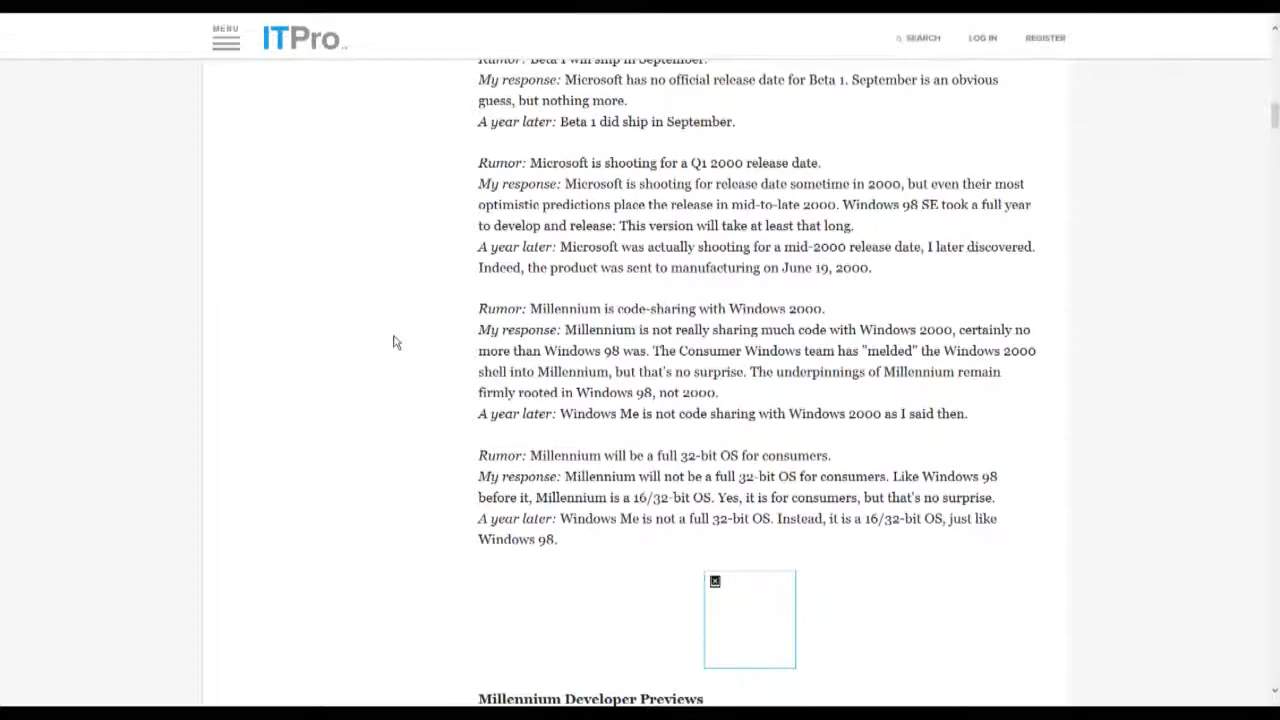 MENU
ITPro
SEARCH
LOG IN
REGISTER
Rumor: Beta 1 will ship in September.
My response: Microsoft has no official release date for Beta 1. September is an obvious
guess, but nothing more.
A year later: Beta 1 did ship in September.
Rumor: Microsoft is shooting for a Q1 2000 release date.
My response: Microsoft is shooting for release date sometime in 2000, but even their most
optimistic predictions place the release in mid-to-late 2000. Windows 98 SE took a full year
to develop and release: This version will take at least that long.
A year later: Microsoft was actually shooting for a mid-2000 release date, I later discovered.
Indeed, the product was sent to manufacturing on June 19, 2000.
Rumor: Millennium is code-sharing with Windows 2000.
My response: Millennium is not really sharing much code with Windows 2000, certainly no
more than Windows 98 was. The Consumer Windows team has "melded" the Windows 2000
shell into Millennium, but that's no surprise. The underpinnings of Millennium remain
firmly rooted in Windows 98, not 2000.
A year later: Windows Me is not code sharing with Windows 2000 as I said then.
Rumor: Millennium will be a full 32-bit OS for consumers.
My response: Millennium will not be a full 32-bit OS for consumers. Like Windows 98
before it, Millennium is a 16/32-bit OS. Yes, it is for consumers, but that's no surprise.
A year later: Windows Me is not a full 32-bit OS. Instead, it is a 16/32-bit OS, just like
Windows 98.
Millennium Developer Previews